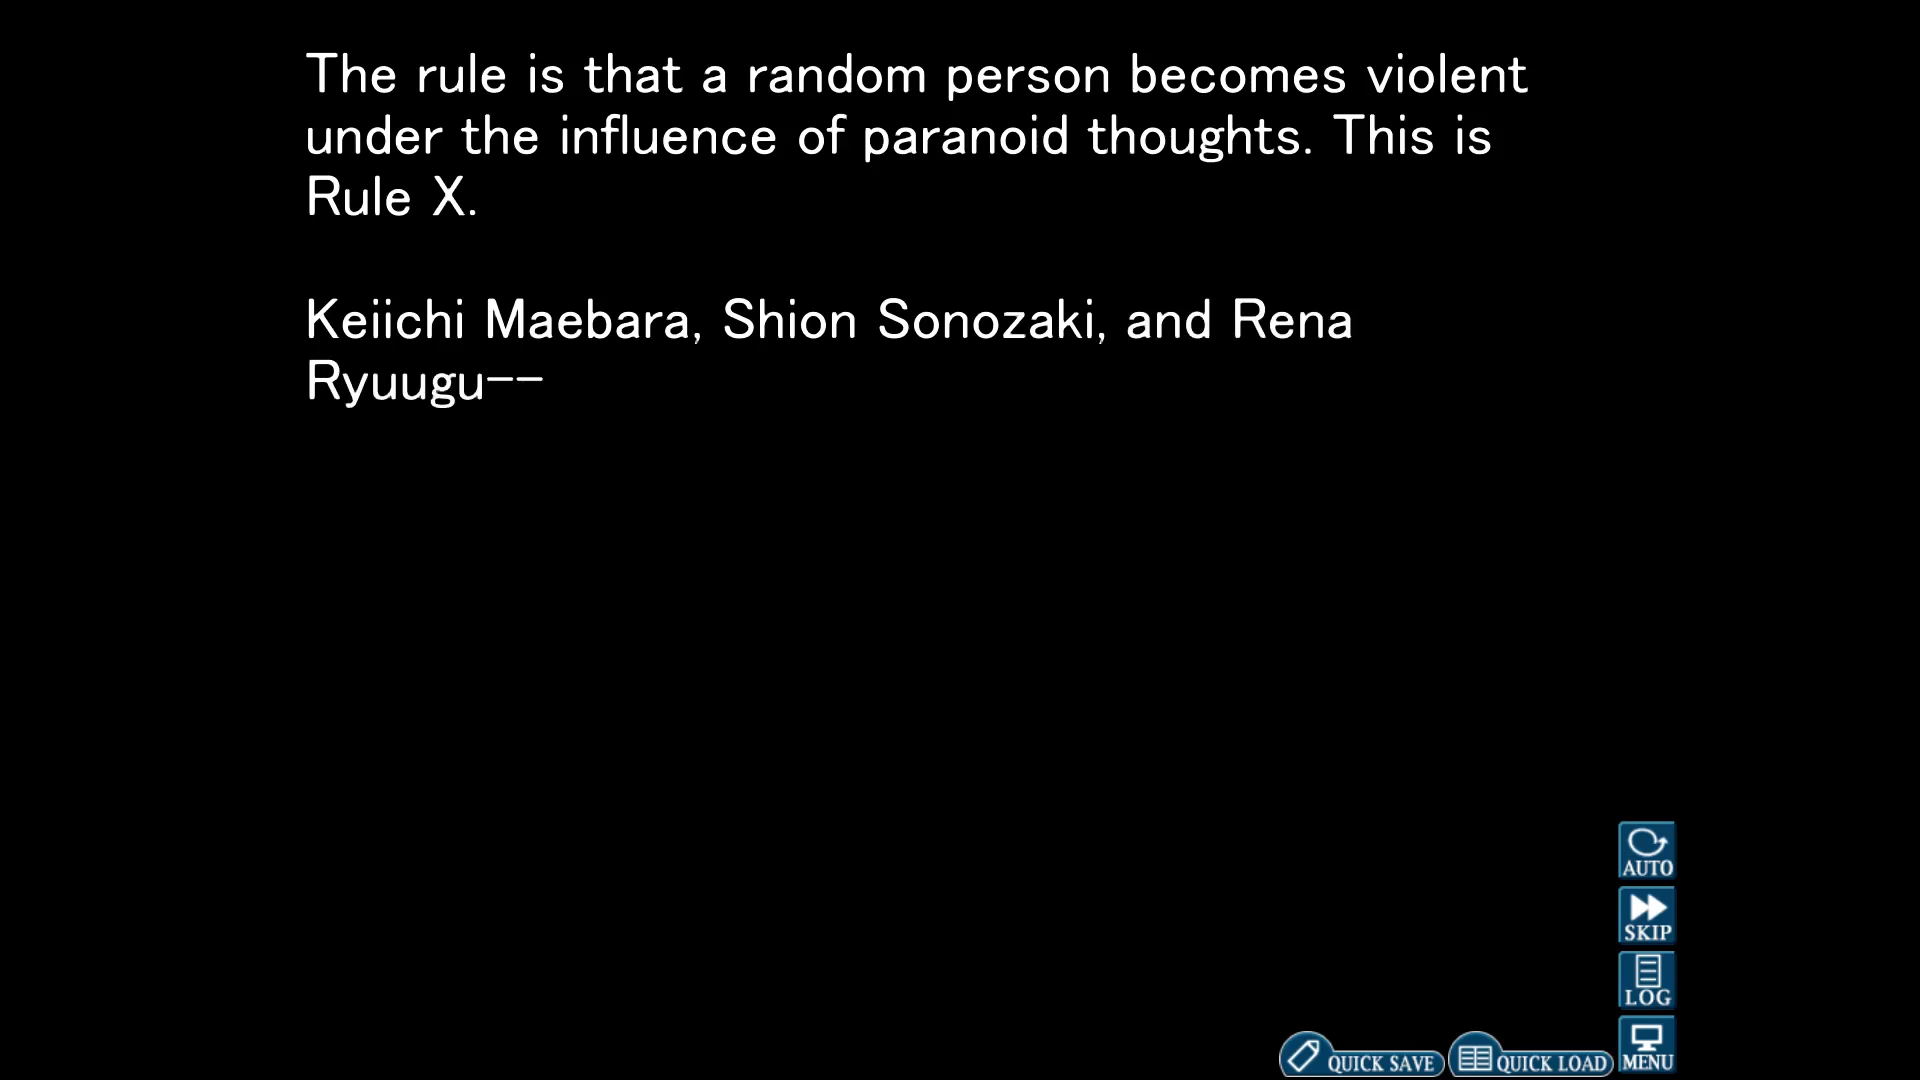 The rule is that a random person becomes violent
under the influence of paranoid thoughts. This is
Rule X.
Keiichi Maebara, Shion Sonozaki, and Rena
Ryuugu--
AUTO
SKIP
LOG
MENU
QUICK SAVE
QUICK LOAD